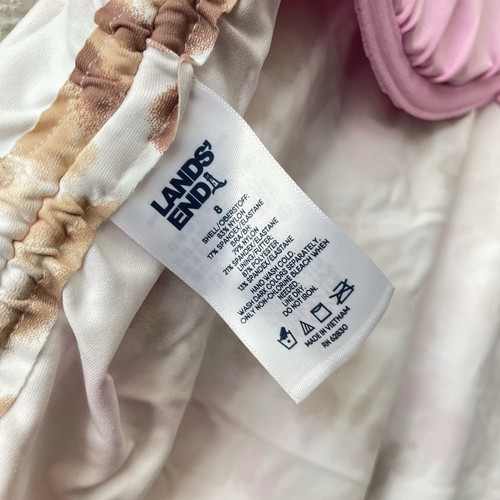 LANDS'
END
8
SHELL/OBERSTOFF:
83% NYLON
17% SPANDEX/ELASTANE
BRA/BH:
79% NYLON
21% SPANDEX/ELASTANE
LINING/FUTTER:
87% POLYESTER
13% SPANDEX/ELASTANE
HAND WASH COLD.
WASH DARK COLORS SEPARATELY.
ONLY NON-CHLORINE BLEACH WHEN
NEEDED.
LINE DRY.
DO NOT IRON.
MADE IN VIETNAM
RN 62830